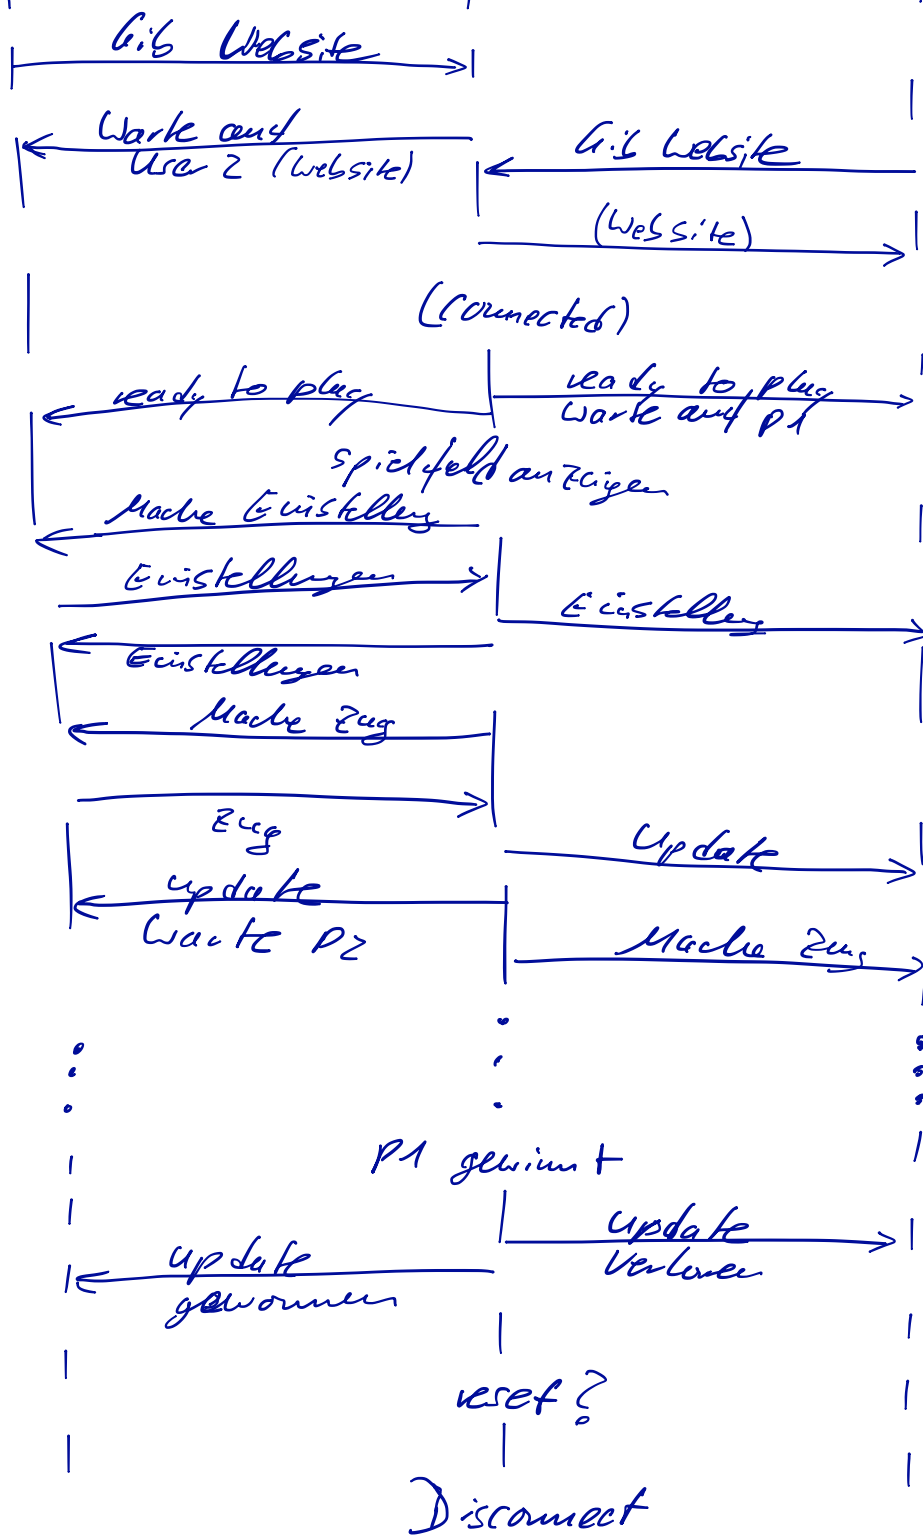 Gib Website
Warte auf
User 2 (Website)
Gib Website
(Website)
(Connected)
ready to play
ready to play
warte auf P1
spielfeld anzeigen
Mache Einstellung
Einstellungen
Einstellung
Einstellungen
Mache Zug
Zug
update
update
Warte P2
Mache Zug
P1 gewinnt
update
Verloren
update
gewonnen
reset?
Disconnect